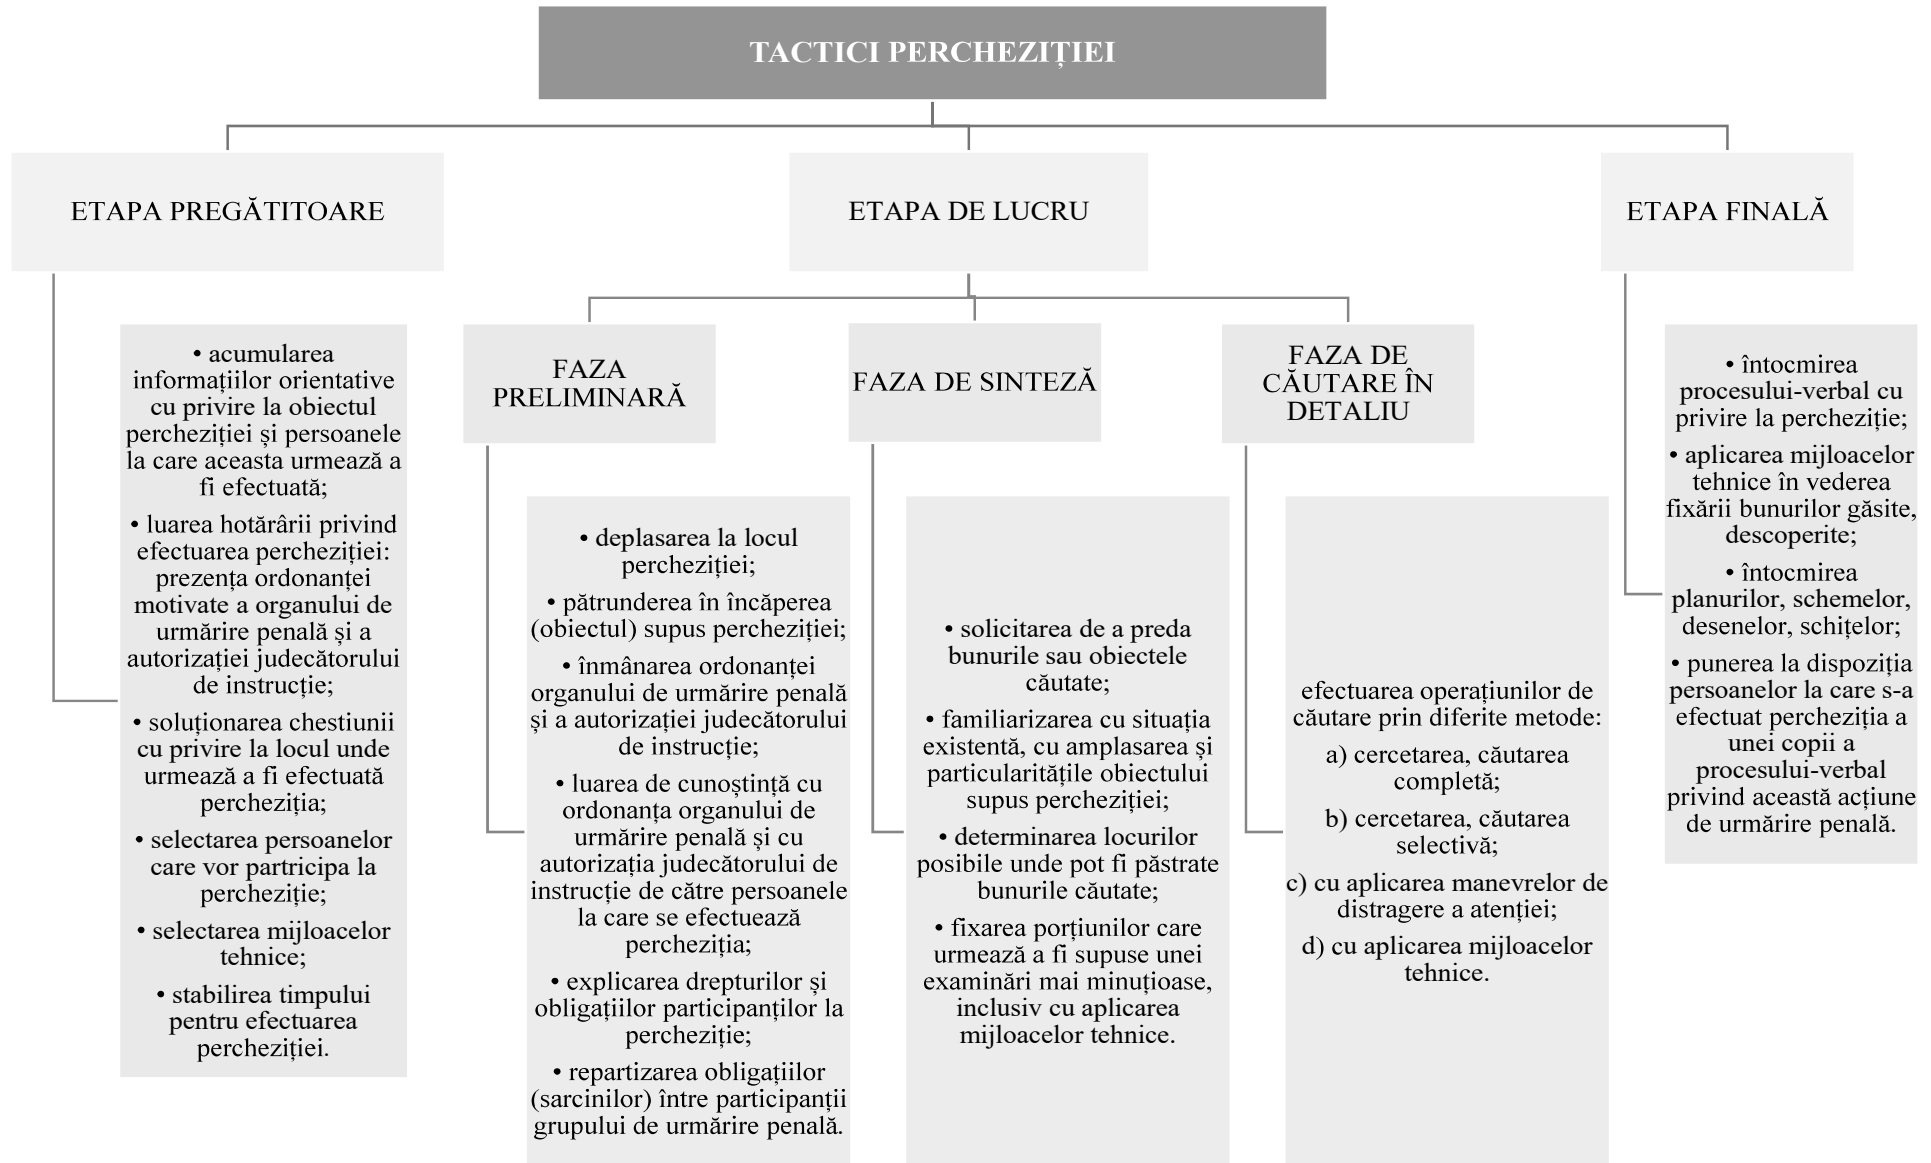 TACTICI PERCHEZIȚIEI
ETAPA PREGĂTITOARE
• acumularea
informațiilor orientative
cu privire la obiectul
percheziției și persoanele
la care aceasta urmează a
fi efectuată;
• luarea hotărârii privind
efectuarea percheziției:
prezența ordonanței
motivate a organului de
urmărire penală și a
autorizației judecătorului
de instrucție;
• soluționarea chestiunii
cu privire la locul unde
urmează a fi efectuată
percheziția;
• selectarea persoanelor
care vor partricipa la
percheziție;
• selectarea mijloacelor
tehnice;
• stabilirea timpului
pentru efectuarea
percheziției.
ETAPA DE LUCRU
FAZA
PRELIMINARĂ
• deplasarea la locul
percheziției;
• pătrunderea în încăperea
(obiectul) supus percheziției;
• înmânarea ordonanței
organului de urmărire penală
și a autorizației judecătorului
de instrucție;
• luarea de cunoștință cu
ordonanța organului de
urmărire penală și cu
autorizația judecătorului de
instrucție de către persoanele
la care se efectuează
percheziția;
• explicarea drepturilor și
obligațiilor participanților la
percheziție;
• repartizarea obligațiilor
(sarcinilor) între participanții
grupului de urmărire penală.
FAZA DE SINTEZĂ
• solicitarea de a preda
bunurile sau obiectele
căutate;
• familiarizarea cu situația
existentă, cu amplasarea și
particularitățile obiectului
supus percheziției;
• determinarea locurilor
posibile unde pot fi păstrate
bunurile căutate;
• fixarea porțiunilor care
urmează a fi supuse unei
examinări mai minuțioase,
inclusiv cu aplicarea
mijloacelor tehnice.
FAZA DE
CĂUTARE ÎN
DETALIU
efectuarea operațiunilor de
căutare prin diferite metode:
a) cercetarea, căutarea
completă;
b) cercetarea, căutarea
selectivă;
c) cu aplicarea manevrelor de
distragere a atenției;
d) cu aplicarea mijloacelor
tehnice.
ETAPA FINALĂ
• întocmirea
procesului-verbal cu
privire la percheziție;
• aplicarea mijloacelor
tehnice în vederea
fixării bunurilor găsite,
descoperite;
• întocmirea
planurilor, schemelor,
desenelor, schițelor;
• punerea la dispoziția
persoanelor la care s-a
efectuat percheziția a
unei copii a
procesului-verbal
privind această acțiune
de urmărire penală.